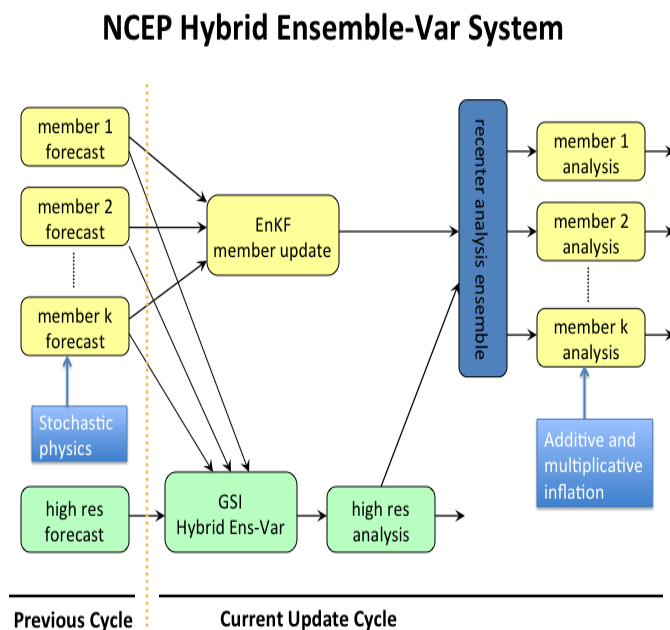 NCEP Hybrid Ensemble-Var System
member 1
forecast
member 2
forecast
member k
forecast
Stochastic
physics
high res
forecast
EnKF
member update
GSI
Hybrid Ens-Var
high res
analysis
recenter analysis ensemble
member 1
analysis
member 2
analysis
member k
analysis
Additive and
multiplicative
inflation
Previous Cycle
Current Update Cycle